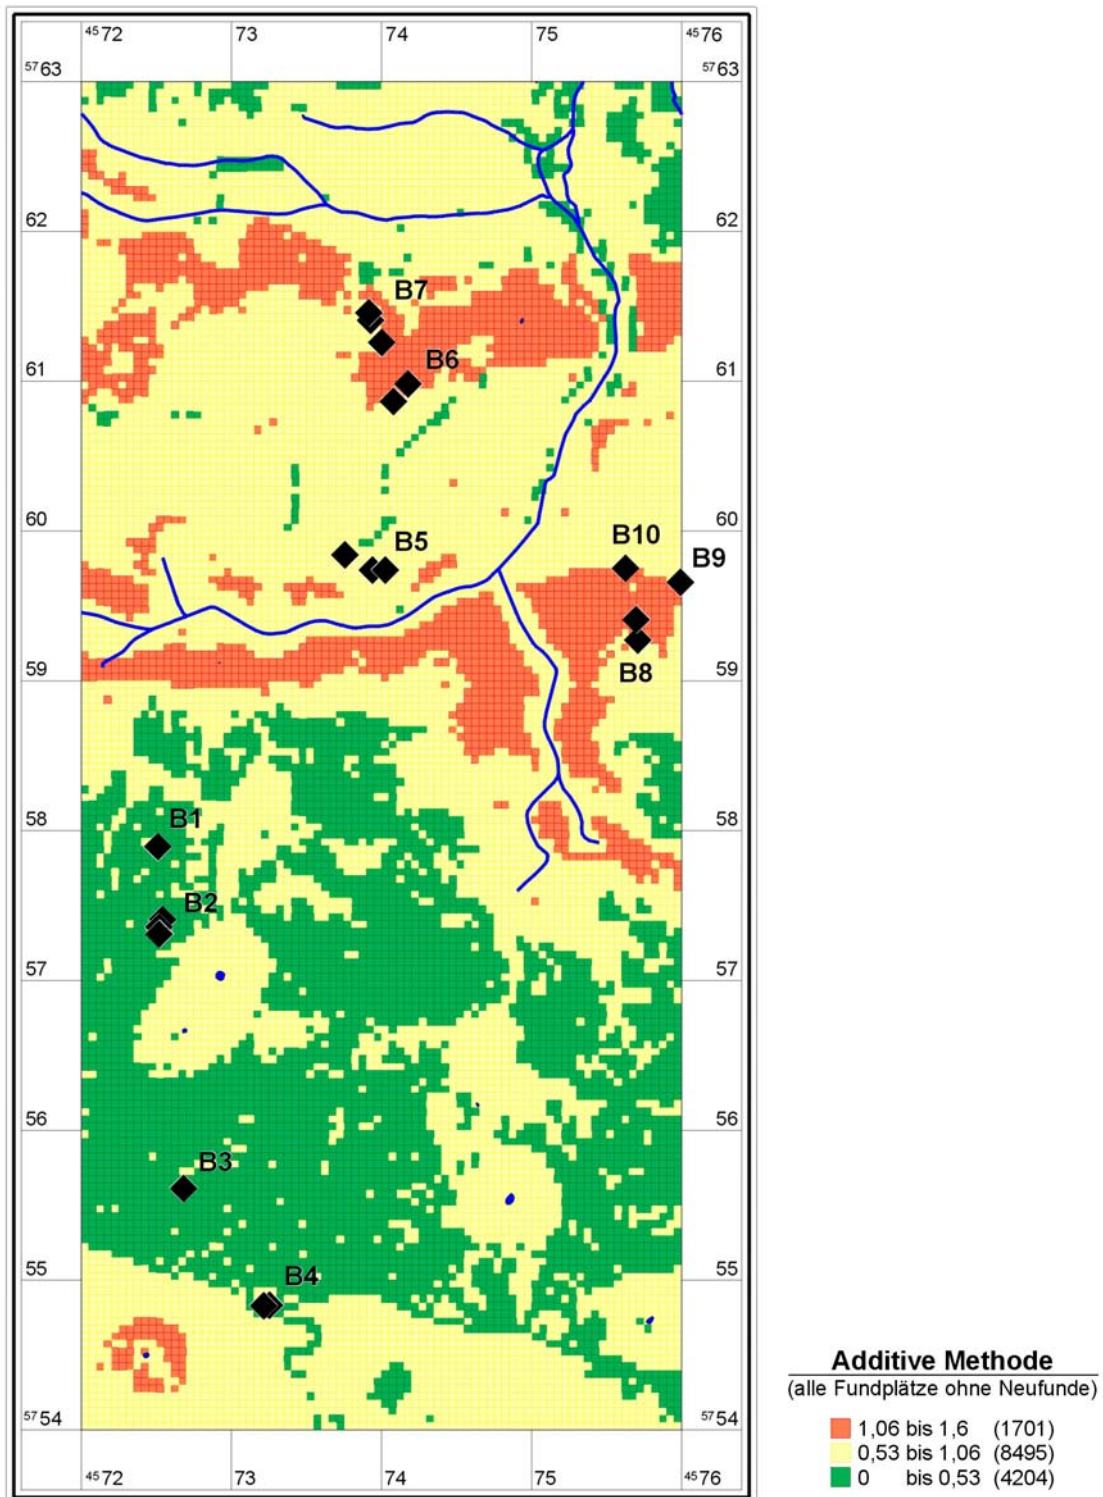 4572 73 74 75 4576
5763 5763
62 62
B7
61 B6 61
60 B5 B10 60
B9
59 B8 59
58 B1 58
B2
57 57
56 56
B3
55 B4 55
5754 5754
4572 73 74 75 4576
Additive Methode
(alle Fundplätze ohne Neufunde)
1,06 bis 1,6 (1701)
0,53 bis 1,06 (8495)
0 bis 0,53 (4204)